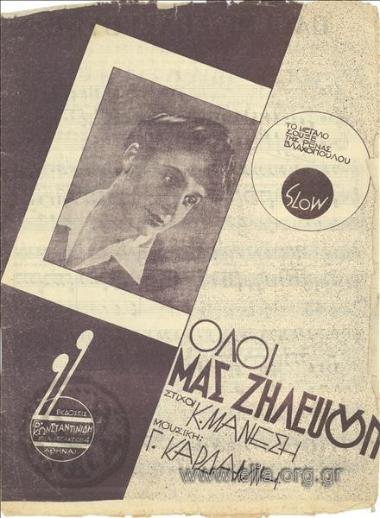 ΤΟ ΜΕΓΑΛΟ
ΣΟΥΞΕ
ΤΗΣ ΡΕΝΑΣ
ΒΛΑΧΟΠΟΥΛΟΥ
SLOW
ΟΛΟΙ
ΜΑΣ ΖΗΛΕΥΟΥΝ
ΣΤΙΧΟΙ
Κ. ΜΑΝΕΣΗ
ΜΟΥΣΙΚΗ:
Γ. ΚΑΡΔΑΜΗ
ΕΚΔΟΣΕΙΣ
ΚΩΝΣΤΑΝΤΙΝΙΔΗ
ΑΘΗΝΑΙ
www.elia.org.gr